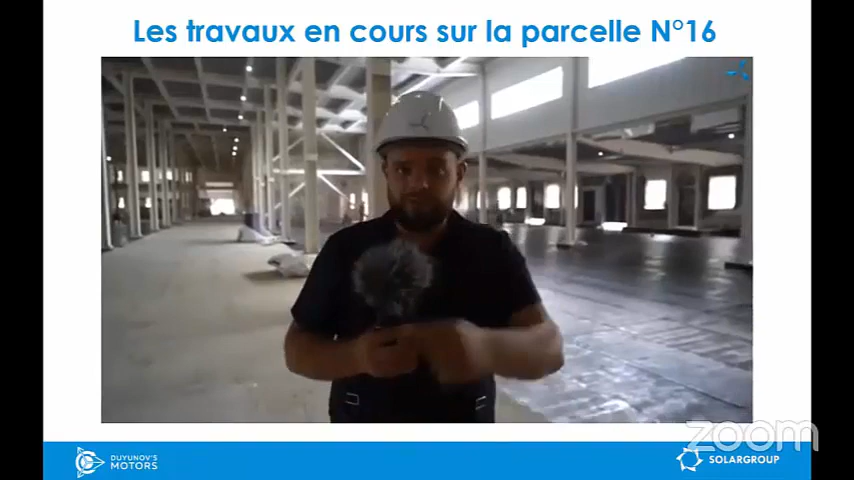 Les travaux en cours sur la parcelle N°16
zoom
DUYUNOV'S
MOTORS
SOLARGROUP